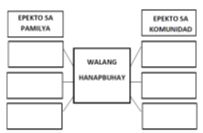 EPEKTO SA
PAMILYA
EPEKTO SA
KOMUNIDAD
WALANG
HANAPBUHAY